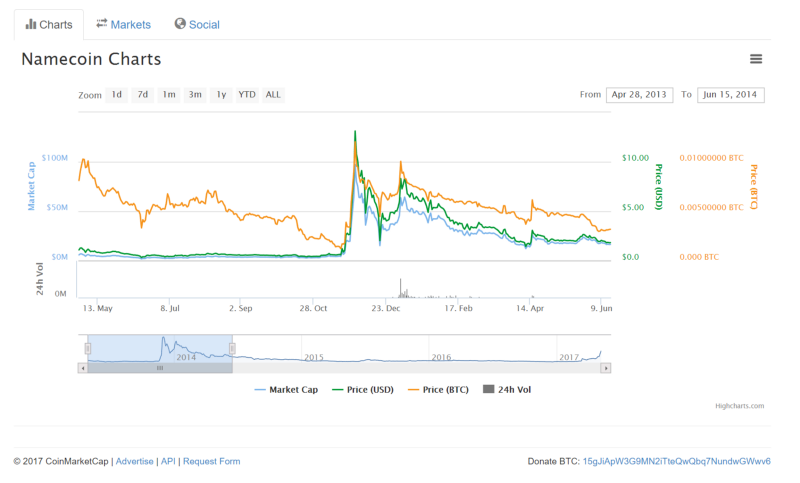 Charts Markets Social
Namecoin Charts
Zoom 1d 7d 1m 3m 1y YTD ALL From Apr 28, 2013 To Jun 15, 2014
Market Cap
$100M
$50M
$0M
24h Vol
0M
$10.00
$5.00
$0.0
Price (USD)
0.01000000 BTC
0.00500000 BTC
0.000 BTC
Price (BTC)
13. May 8. Jul 2. Sep 28. Oct 23. Dec 17. Feb 14. Apr 9. Jun
2014 2015 2016 2017
Market Cap Price (USD) Price (BTC) 24h Vol
Highcharts.com
© 2017 CoinMarketCap | Advertise | API | Request Form Donate BTC: 15gJiApW3G9MN2iTteQwQbq7NundwGWwv6